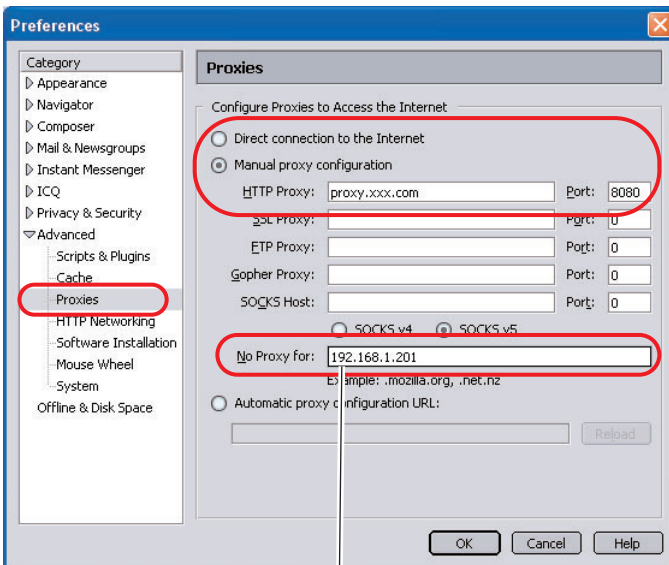 Preferences
Category
Appearance
Navigator
Composer
Mail & Newsgroups
Instant Messenger
ICQ
Privacy & Security
Advanced
Scripts & Plugins
Cache
Proxies
HTTP Networking
Software Installation
Mouse Wheel
System
Offline & Disk Space
Proxies
Configure Proxies to Access the Internet
Direct connection to the Internet
Manual proxy configuration
HTTP Proxy: proxy.xxx.com Port: 8080
SSL Proxy: Port: 0
FTP Proxy: Port: 0
Gopher Proxy: Port: 0
SOCKS Host: Port: 0
SOCKS v4 SOCKS v5
No Proxy for: 192.168.1.201
Example: .mozilla.org, .net.nz
Automatic proxy configuration URL:
Reload
OK Cancel Help